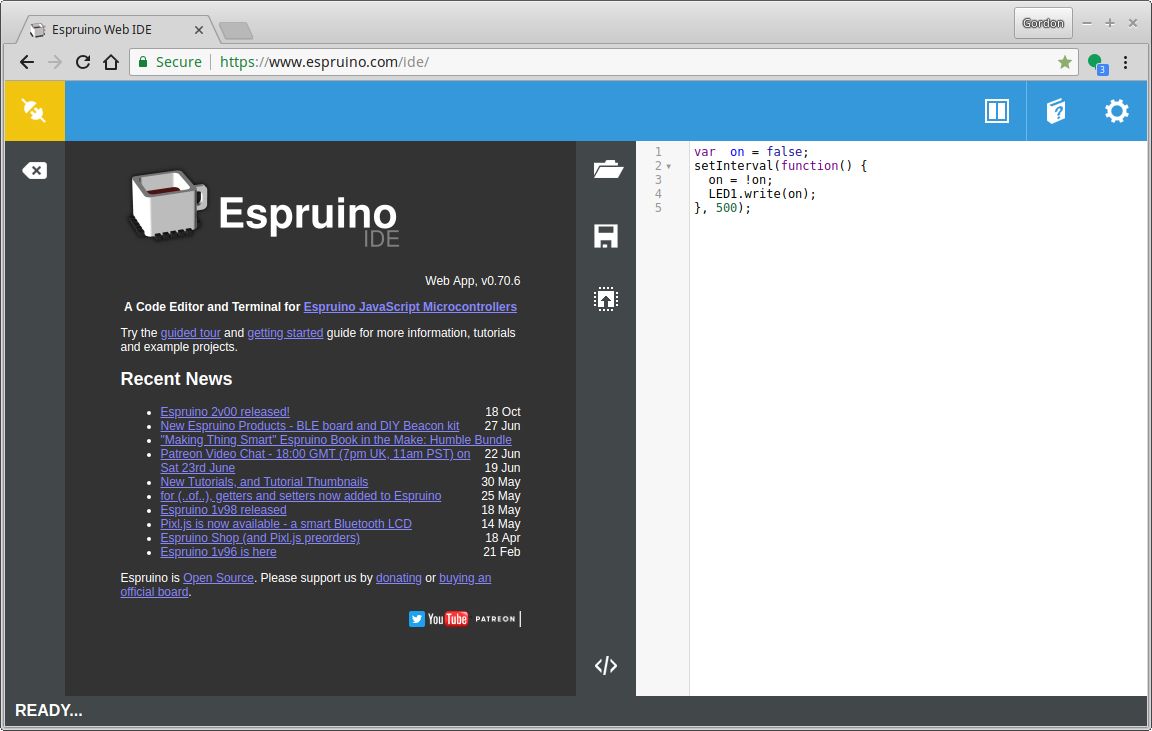 Espruino Web IDE
Gordon
Secure
https://www.espruino.com/ide/
3
Espruino
IDE
Web App, v0.70.6
A Code Editor and Terminal for Espruino JavaScript Microcontrollers
Try the guided tour and getting started guide for more information, tutorials
and example projects.
Recent News
Espruino 2v00 released! 18 Oct
New Espruino Products - BLE board and DIY Beacon kit 27 Jun
"Making Thing Smart" Espruino Book in the Make: Humble Bundle
Patreon Video Chat - 18:00 GMT (7pm UK, 11am PST) on 22 Jun
Sat 23rd June 19 Jun
New Tutorials, and Tutorial Thumbnails 30 May
for (..of..), getters and setters now added to Espruino 25 May
Espruino 1v98 released 18 May
Pixl.js is now available - a smart Bluetooth LCD 14 May
Espruino Shop (and Pixl.js preorders) 18 Apr
Espruino 1v96 is here 21 Feb
Espruino is Open Source. Please support us by donating or buying an
official board.
YouTube PATREON
1 var  on = false;
2 setInterval(function() {
3   on = !on;
4   LED1.write(on);
5 }, 500);
READY...